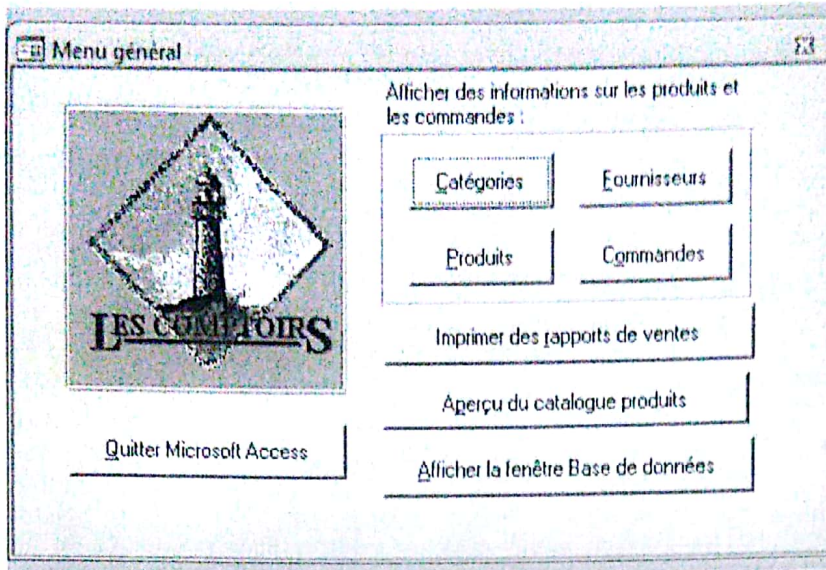 Menu général
Afficher des informations sur les produits et
les commandes :
Catégories
Fournisseurs
Produits
Commandes
LES COMPTOIRS
Imprimer des rapports de ventes
Aperçu du catalogue produits
Quitter Microsoft Access
Afficher la fenêtre Base de données